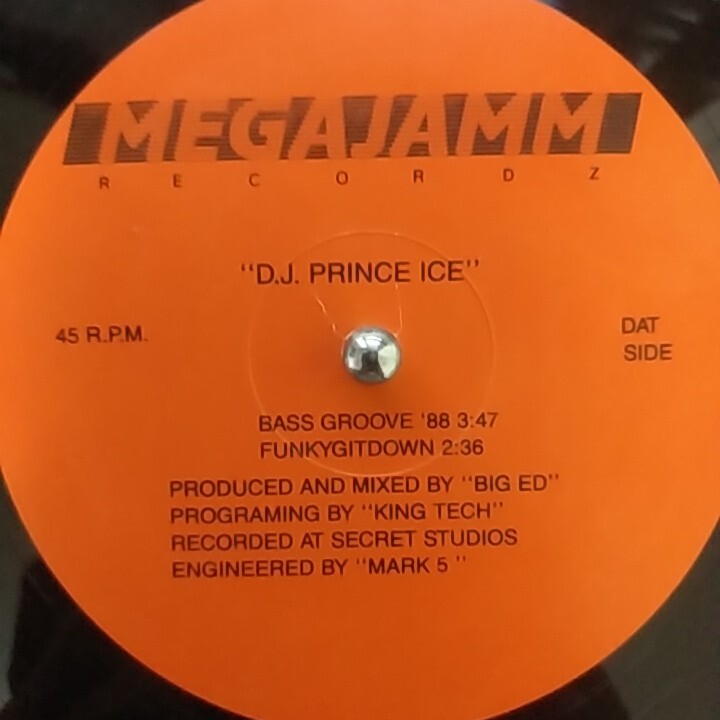 MEGAJAMM
RECORDZ
"D.J. PRINCE ICE"
45 R.P.M.
DAT
SIDE
BASS GROOVE '88 3:47
FUNKYGITDOWN 2:36
PRODUCED AND MIXED BY "BIG ED"
PROGRAMING BY "KING TECH"
RECORDED AT SECRET STUDIOS
ENGINEERED BY "MARK 5 "